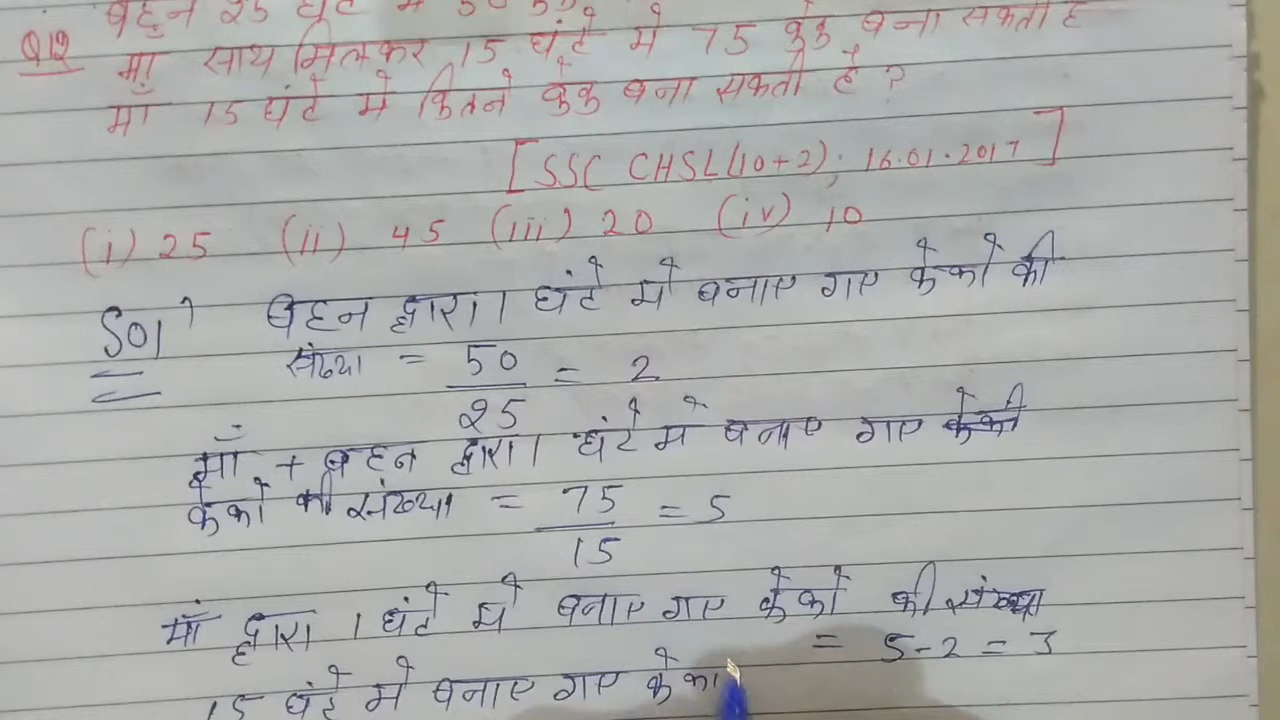 बहन 25 घंटे में 50
Q12 माँ साथ मिलकर 15 घंटे में 75 केक बना सकती है
माँ 15 घंटे में कितने केक बना सकती है ?
[SSC CHSL (10+2), 16.01.2017]
(i) 25 (ii) 45 (iii) 20 (iv) 10
Sol बहन द्वारा 1 घंटे में बनाए गए केकों की
संख्या = 50/25 = 2
माँ + बहन द्वारा 1 घंटे में बनाए गए
केकों की संख्या = 75/15 = 5
माँ द्वारा 1 घंटे में बनाए गए केकों की संख्या
= 5-2 = 3
15 घंटे में बनाए गए केको